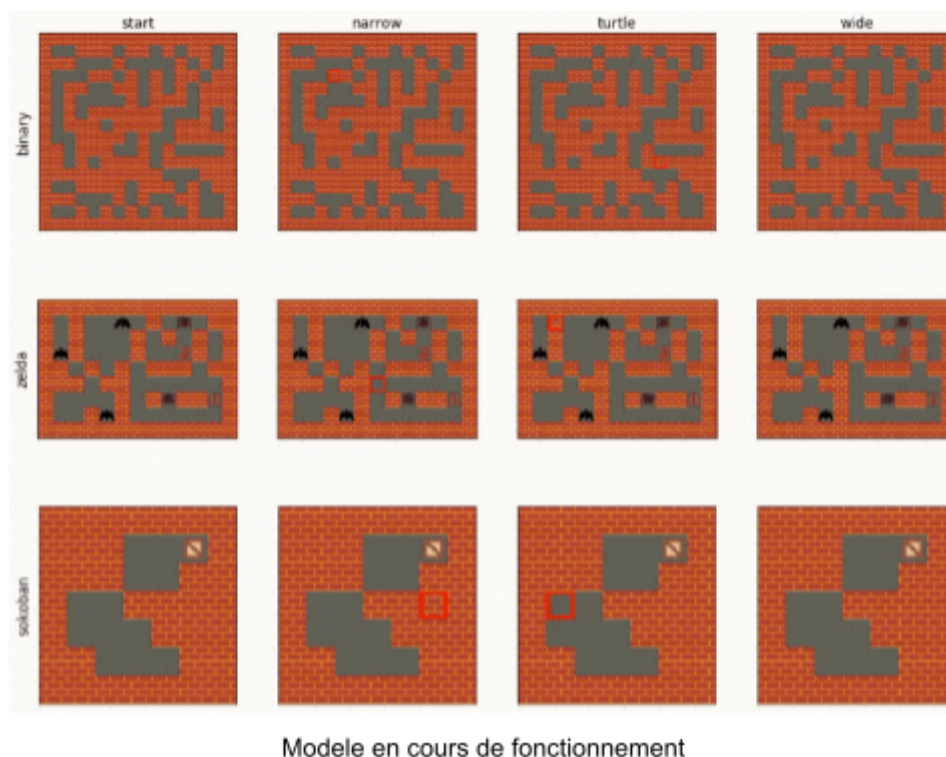 start narrow turtle wide
binary
zelda
sokoban
Modele en cours de fonctionnement